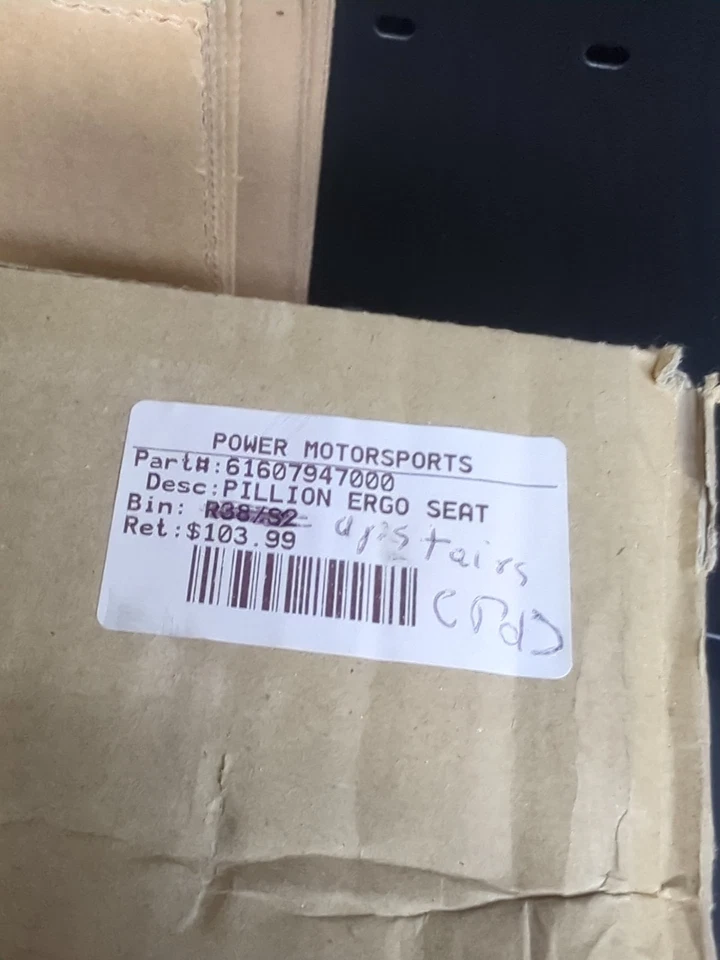 POWER MOTORSPORTS
Part#:61607947000
Desc:PILLION ERGO SEAT
Bin: R38/S2 upstairs
Ret:$103.99